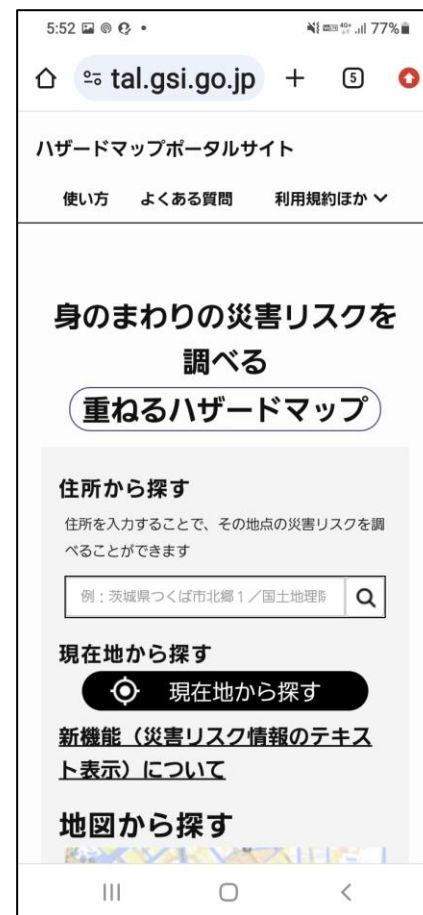 5:52 77%
tal.gsi.go.jp 5
ハザードマップポータルサイト
使い方 よくある質問 利用規約ほか
身のまわりの災害リスクを
調べる
重ねるハザードマップ
住所から探す
住所を入力することで、その地点の災害リスクを調
べることができます
例：茨城県つくば市北郷１／国土地理院
現在地から探す
現在地から探す
新機能（災害リスク情報のテキス
ト表示）について
地図から探す